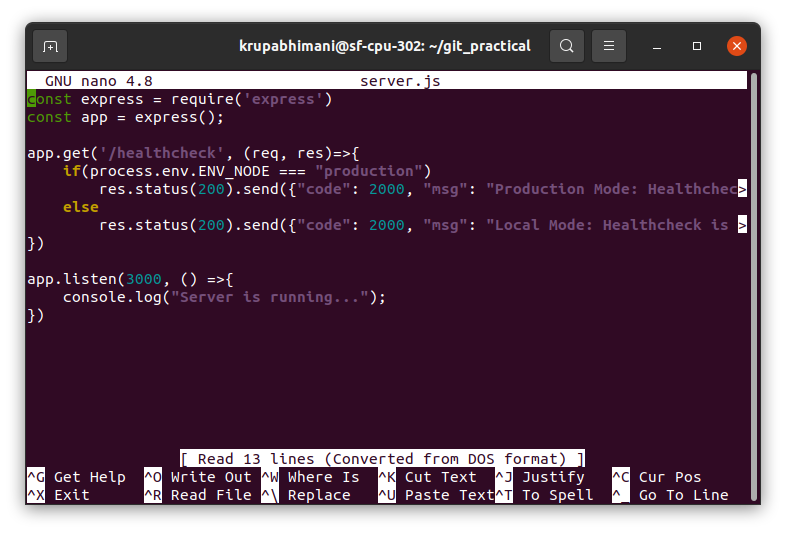 krupabhimani@sf-cpu-302: ~/git_practical
GNU nano 4.8 server.js
const express = require('express')
const app = express();
app.get('/healthcheck', (req, res)=>{
    if(process.env.ENV_NODE === "production")
        res.status(200).send({"code": 2000, "msg": "Production Mode: Healthchec>
    else
        res.status(200).send({"code": 2000, "msg": "Local Mode: Healthcheck is >
})
app.listen(3000, () =>{
    console.log("Server is running...");
})
[ Read 13 lines (Converted from DOS format) ]
^G Get Help ^O Write Out ^W Where Is ^K Cut Text ^J Justify ^C Cur Pos
^X Exit ^R Read File ^\ Replace ^U Paste Text ^T To Spell ^_ Go To Line